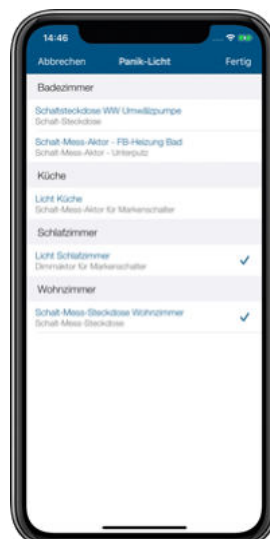 14:46
Abbrechen Panik-Licht Fertig
Badezimmer
Schaltsteckdose WW Umwälzpumpe
Schalt-Steckdose
Schalt-Mess-Aktor - FB-Heizung Bad
Schalt-Mess-Aktor - Unterputz
Küche
Licht Küche
Schalt-Mess-Aktor für Markenschalter
Schlafzimmer
Licht Schlafzimmer
Dimmaktor für Markenschalter
Wohnzimmer
Schalt-Mess-Steckdose Wohnzimmer
Schalt-Mess-Steckdose